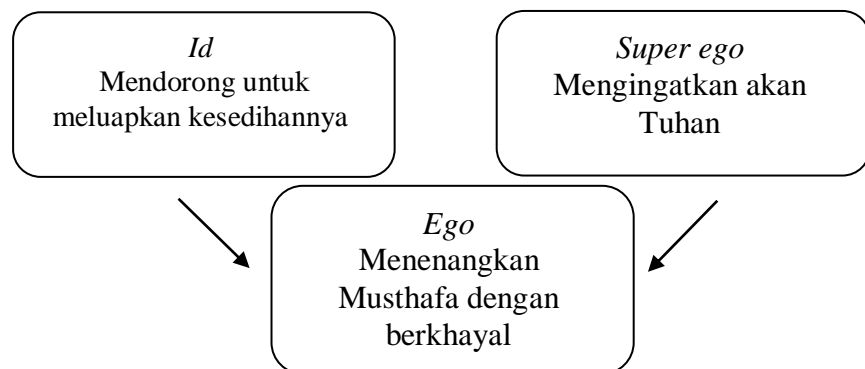 Id
Mendorong untuk
meluapkan kesedihannya
Super ego
Mengingatkan akan
Tuhan
Ego
Menenangkan
Musthafa dengan
berkhayal